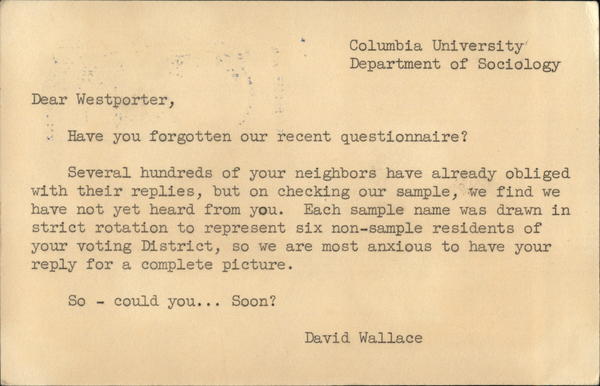 Columbia University
Department of Sociology
Dear Westporter,
Have you forgotten our recent questionnaire?
Several hundreds of your neighbors have already obliged
with their replies, but on checking our sample, we find we
have not yet heard from you. Each sample name was drawn in
strict rotation to represent six non-sample residents of
your voting District, so we are most anxious to have your
reply for a complete picture.
So - could you... Soon?
David Wallace